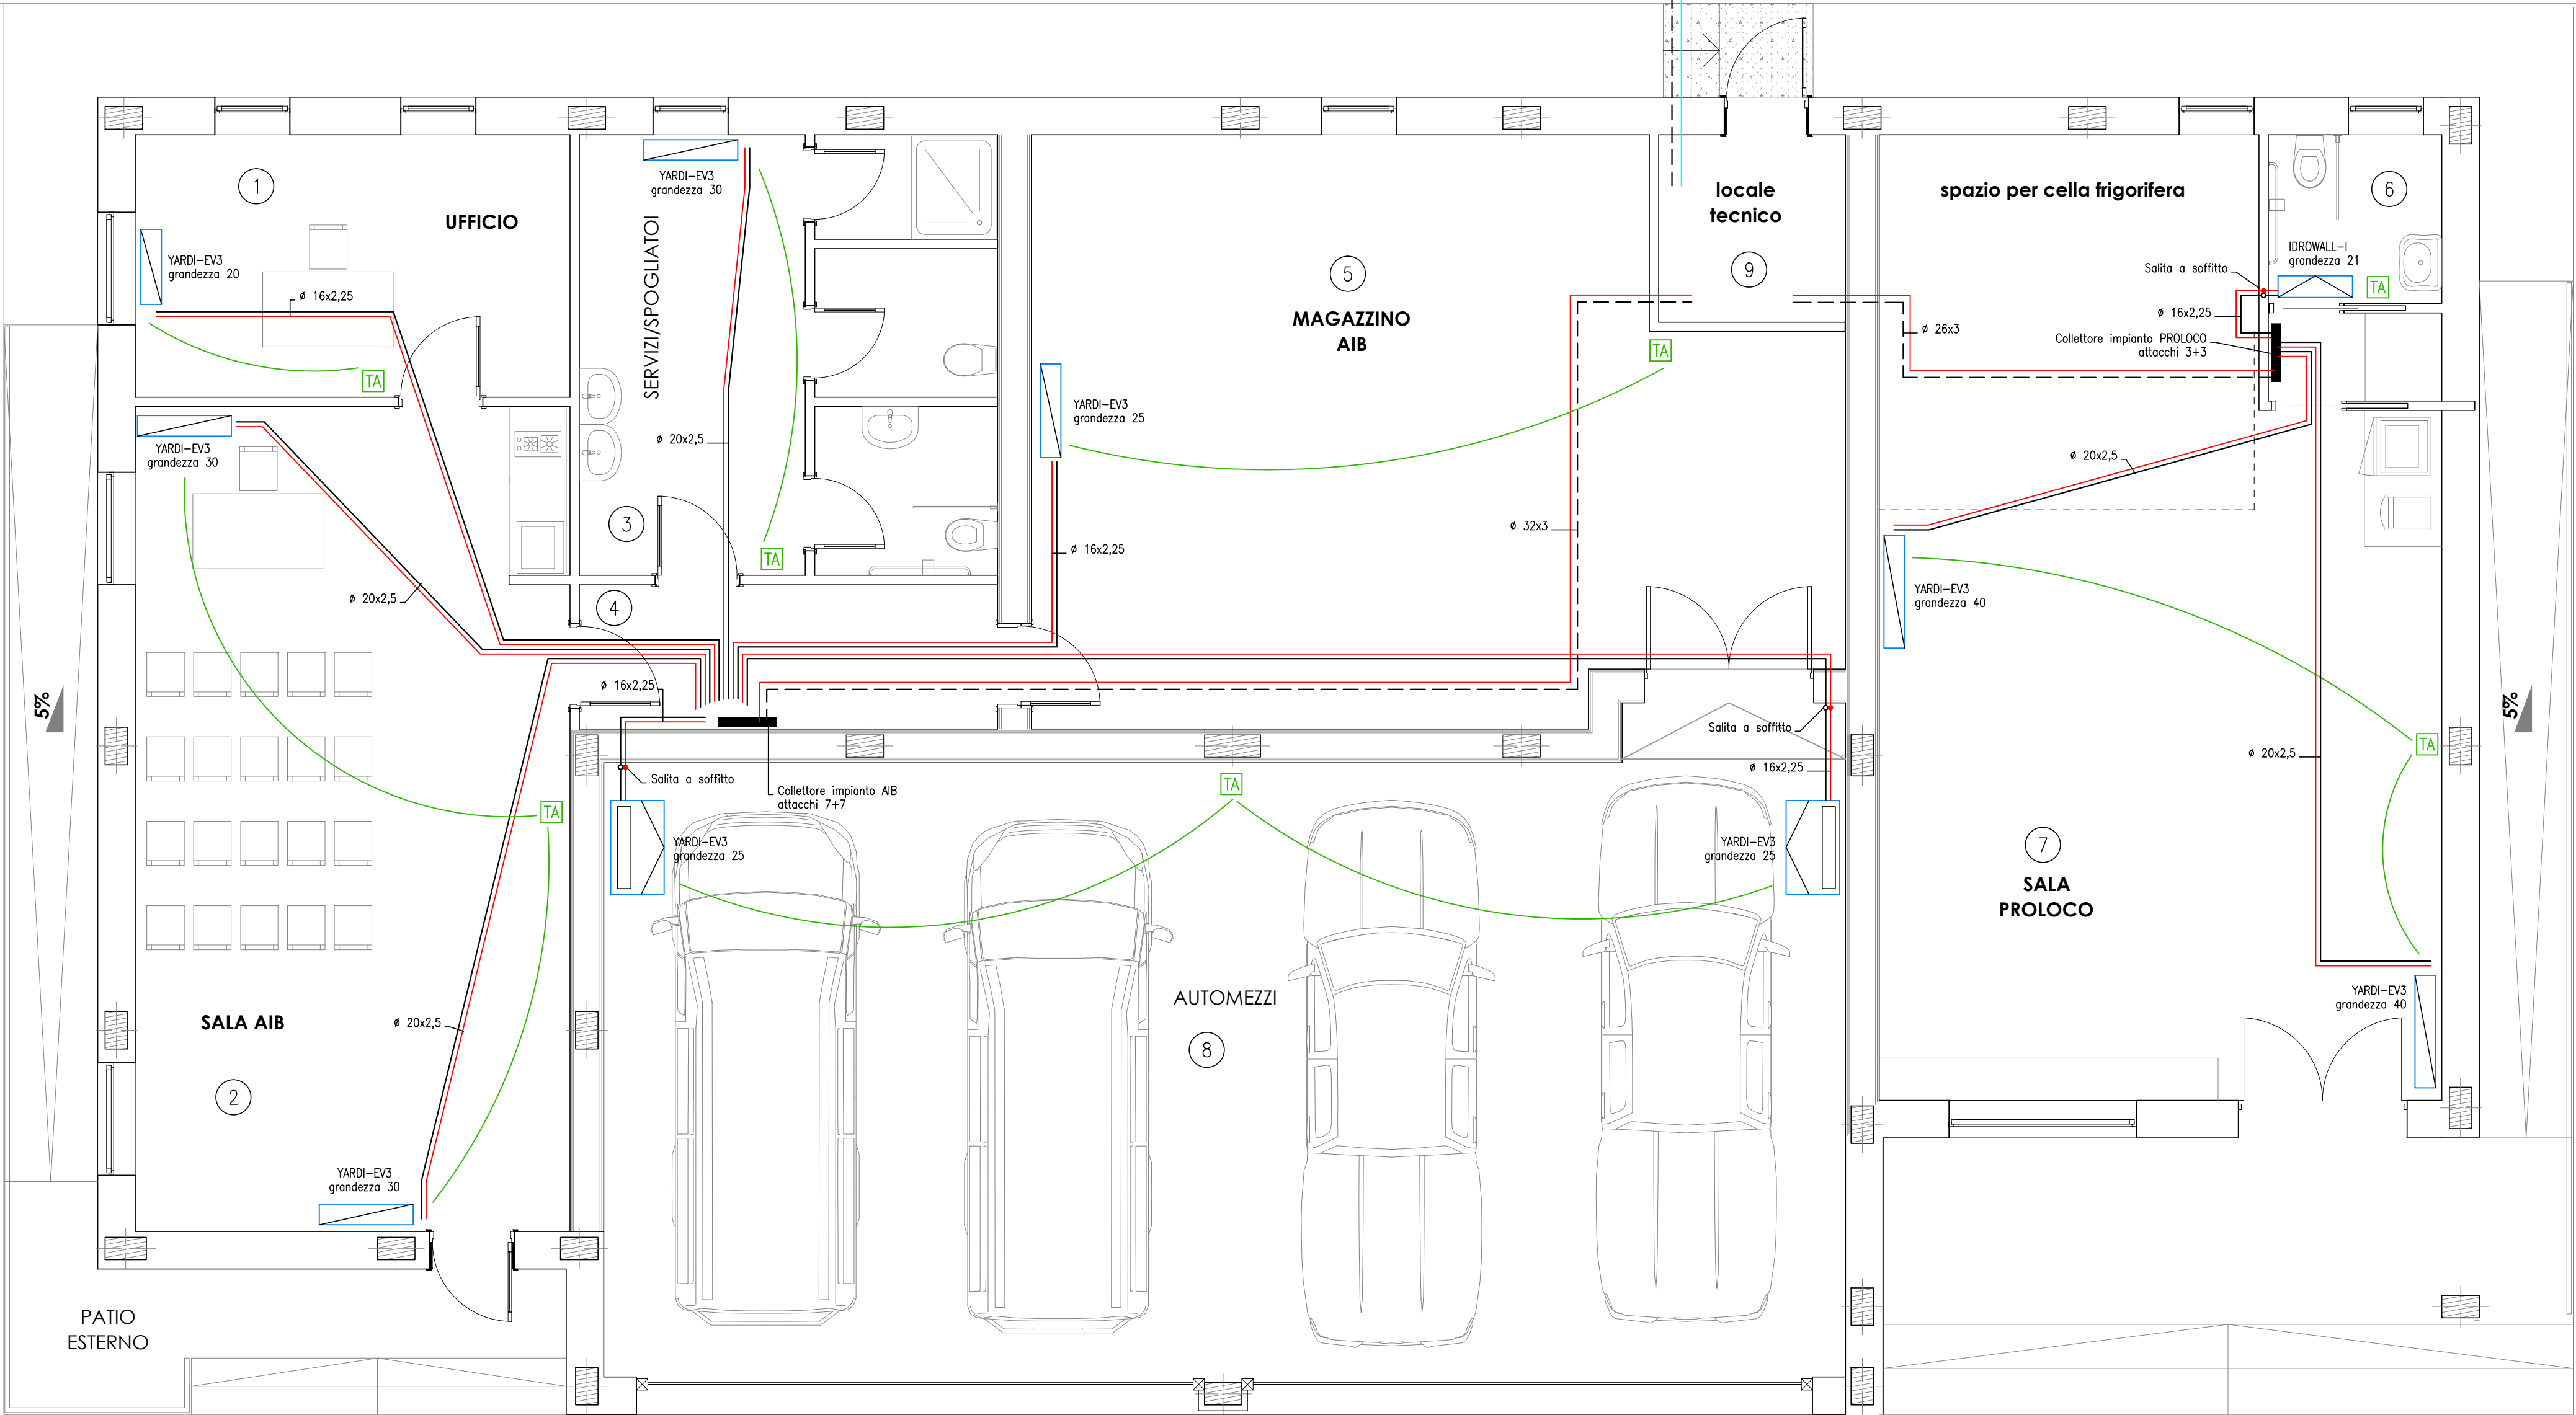 1
UFFICIO
YARDI-EV3
grandezza 20
ø 16x2,25
TA
YARDI-EV3
grandezza 30
SERVIZI/SPOGLIATOI
ø 20x2,5
3
TA
YARDI-EV3
grandezza 30
ø 20x2,5
4
5
MAGAZZINO
AIB
YARDI-EV3
grandezza 25
TA
ø 16x2,25
ø 32x3
locale
tecnico
9
spazio per cella frigorifera
6
IDROWALL-I
grandezza 21
TA
Salita a soffitto
ø 16x2,25
ø 26x3
Collettore impianto PROLOCO
attacchi 3+3
ø 20x2,5
YARDI-EV3
grandezza 40
5%
ø 16x2,25
Salita a soffitto
Collettore impianto AIB
attacchi 7+7
TA
TA
YARDI-EV3
grandezza 25
Salita a soffitto
ø 16x2,25
YARDI-EV3
grandezza 25
TA
ø 20x2,5
5%
7
SALA
PROLOCO
YARDI-EV3
grandezza 40
AUTOMEZZI
8
SALA AIB
ø 20x2,5
2
YARDI-EV3
grandezza 30
PATIO
ESTERNO